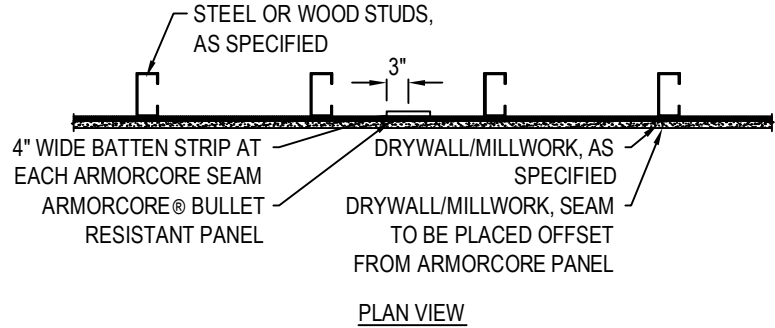 STEEL OR WOOD STUDS,
AS SPECIFIED
3"
4" WIDE BATTEN STRIP AT
EACH ARMORCORE SEAM
ARMORCORE® BULLET
RESISTANT PANEL
DRYWALL/MILLWORK, AS
SPECIFIED
DRYWALL/MILLWORK, SEAM
TO BE PLACED OFFSET
FROM ARMORCORE PANEL
PLAN VIEW